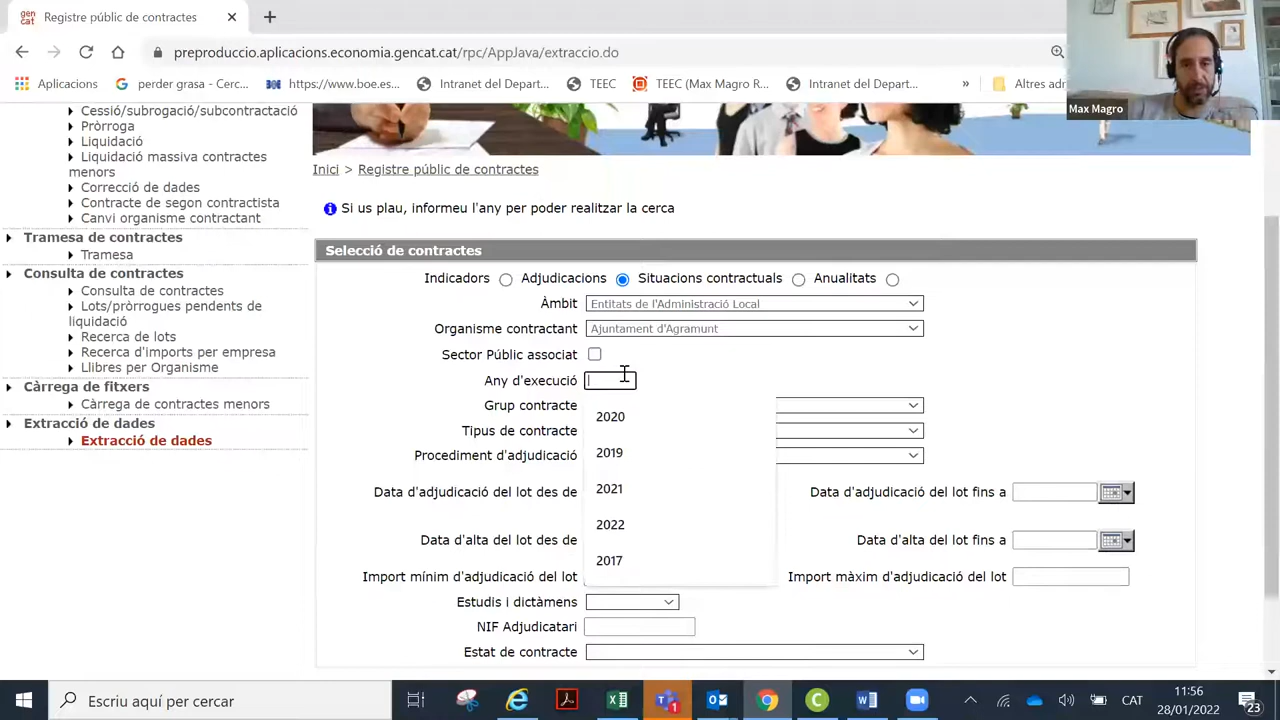 gen
cat
Registre públic de contractes
preproduccio.aplicacions.economia.gencat.cat/rpc/AppJava/extraccio.do
Aplicacions
perder grasa - Cerc...
https://www.boe.es...
Intranet del Depart...
TEEC
TEEC (Max Magro R...
Intranet del Depart...
»
Altres adr
Max Magro
Cessió/subrogació/subcontractació
Pròrroga
Liquidació
Liquidació massiva contractes
menors
Correcció de dades
Contracte de segon contractista
Canvi organisme contractant
Tramesa de contractes
Tramesa
Consulta de contractes
Consulta de contractes
Lots/pròrrogues pendents de
liquidació
Recerca de lots
Recerca d'imports per empresa
Llibres per Organisme
Càrrega de fitxers
Càrrega de contractes menors
Extracció de dades
Extracció de dades
Inici > Registre públic de contractes
Si us plau, informeu l'any per poder realitzar la cerca
Selecció de contractes
Indicadors Adjudicacions Situacions contractuals Anualitats
Àmbit Entitats de l'Administració Local
Organisme contractant Ajuntament d'Agramunt
Sector Públic associat
Any d'execució
Grup contracte
2020
Tipus de contracte
2019
Procediment d'adjudicació
Data d'adjudicació del lot des de 2021 Data d'adjudicació del lot fins a
2022
Data d'alta del lot des de Data d'alta del lot fins a
2017
Import mínim d'adjudicació del lot Import màxim d'adjudicació del lot
Estudis i dictàmens
NIF Adjudicatari
Estat de contracte
Escriu aquí per cercar
1
CAT
11:56
28/01/2022
23